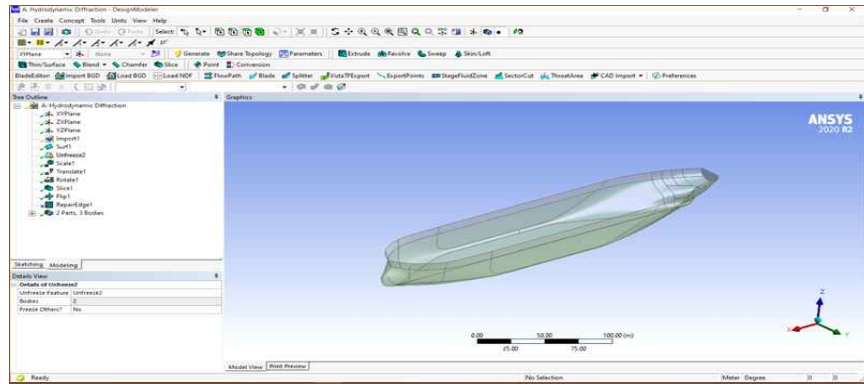 A: Hydrodynamic Diffraction - DesignModeler
File Create Concept Tools Units View Help
Undo Redo Select:
XYPlane None Generate Share Topology Parameters Extrude Revolve Sweep Skin/Loft
Thin/Surface Blend Chamfer Slice Point Conversion
BladeEditor: Import BGD Load BGD Load NDF FlowPath Blade Splitter VistaTFExport ExportPoints StageFluidZone SectorCut ThroatArea CAD Import Preferences
Tree Outline
Graphics
A: Hydrodynamic Diffraction
XYPlane
ZXPlane
YZPlane
Import1
Surf1
Unfreeze2
Scale1
Translate1
Rotate1
Slice1
Flip1
RepairEdge1
2 Parts, 3 Bodies
ANSYS
2020 R2
Sketching Modeling
Details View
Details of Unfreeze2
Unfreeze Feature Unfreeze2
Bodies 2
Freeze Others? No
Z
X
Y
0.00 50.00 100.00 (m)
25.00 75.00
Model View Print Preview
Ready No Selection Meter Degree 0 0